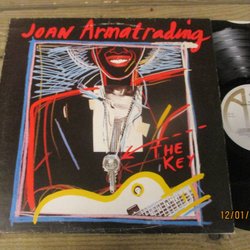 JOAN ARMATRADING
THE
KEY
12/01/